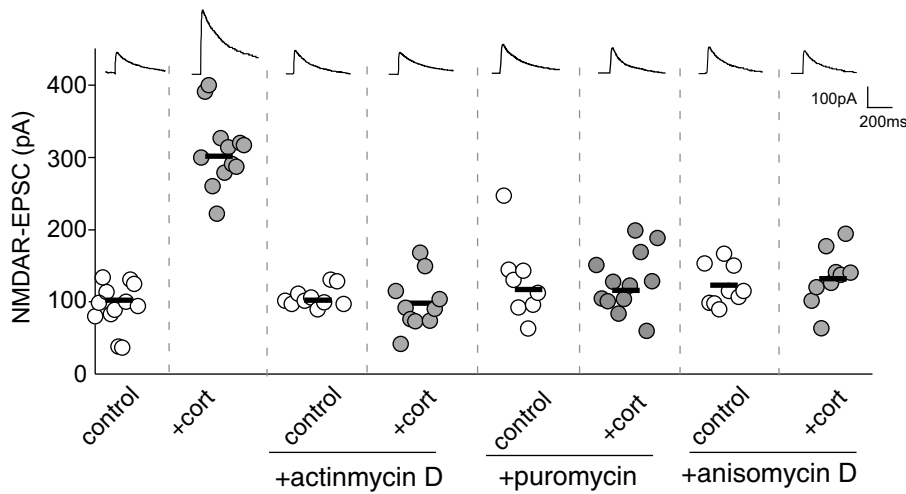 100pA
200ms
NMDAR-EPSC (pA)
400
300
200
100
0
control
+cort
control
+cort
control
+cort
control
+cort
+actinmycin D
+puromycin
+anisomycin D